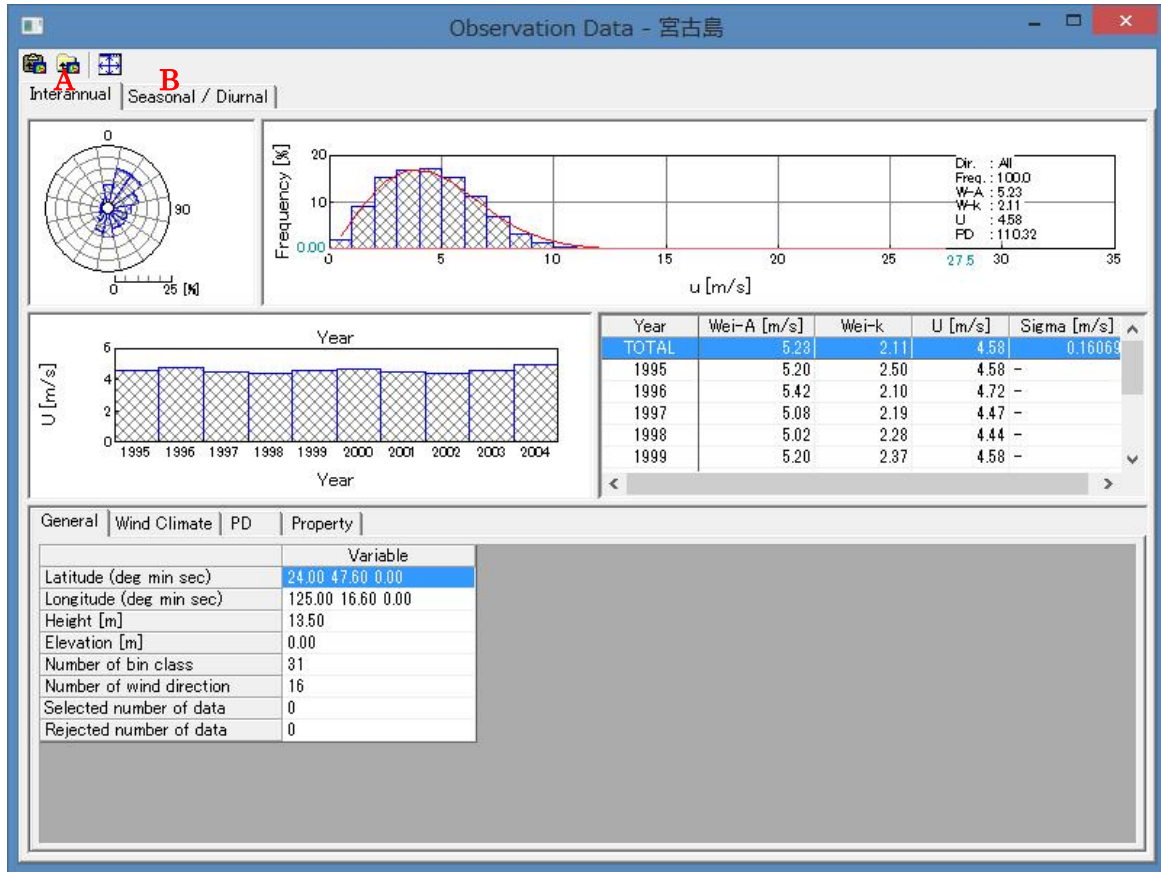 Observation Data - 宮古島
A B
Interannual Seasonal / Diurnal
0
90
0 25 [%]
Frequency [%]
20
10
0.00
Dir. : All
Freq. : 100.0
W-A : 5.23
W-k : 2.11
U : 4.58
PD : 110.32
0 5 10 15 20 25 27.5 30 35
u [m/s]
Year
U [m/s]
6
4
2
0
1995 1996 1997 1998 1999 2000 2001 2002 2003 2004
Year
Year Wei-A [m/s] Wei-k U [m/s] Sigma [m/s]
TOTAL 5.23 2.11 4.58 0.16069
1995 5.20 2.50 4.58 -
1996 5.42 2.10 4.72 -
1997 5.08 2.19 4.47 -
1998 5.02 2.28 4.44 -
1999 5.20 2.37 4.58 -
General Wind Climate PD Property
Variable
Latitude (deg min sec) 24.00 47.60 0.00
Longitude (deg min sec) 125.00 16.60 0.00
Height [m] 13.50
Elevation [m] 0.00
Number of bin class 31
Number of wind direction 16
Selected number of data 0
Rejected number of data 0